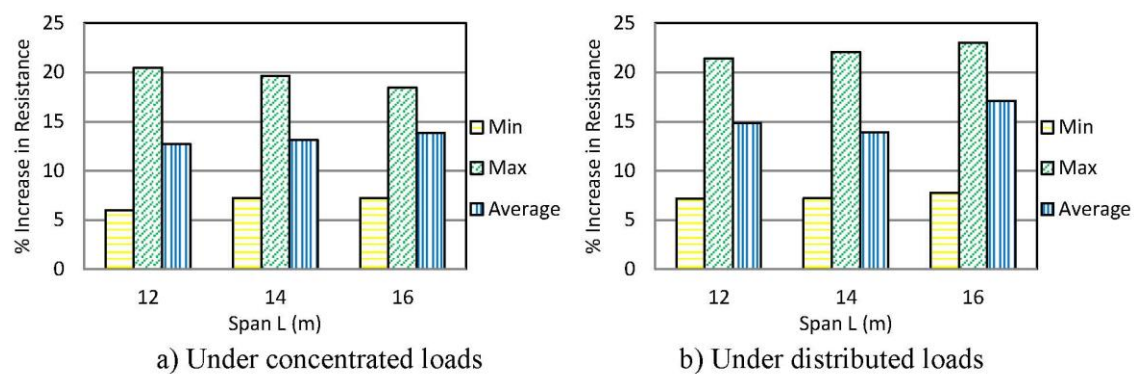 % Increase in Resistance
25
20
15
10
5
0
12
14
16
Span L (m)
Min
Max
Average
a) Under concentrated loads
% Increase in Resistance
25
20
15
10
5
0
12
14
16
Span L (m)
Min
Max
Average
b) Under distributed loads